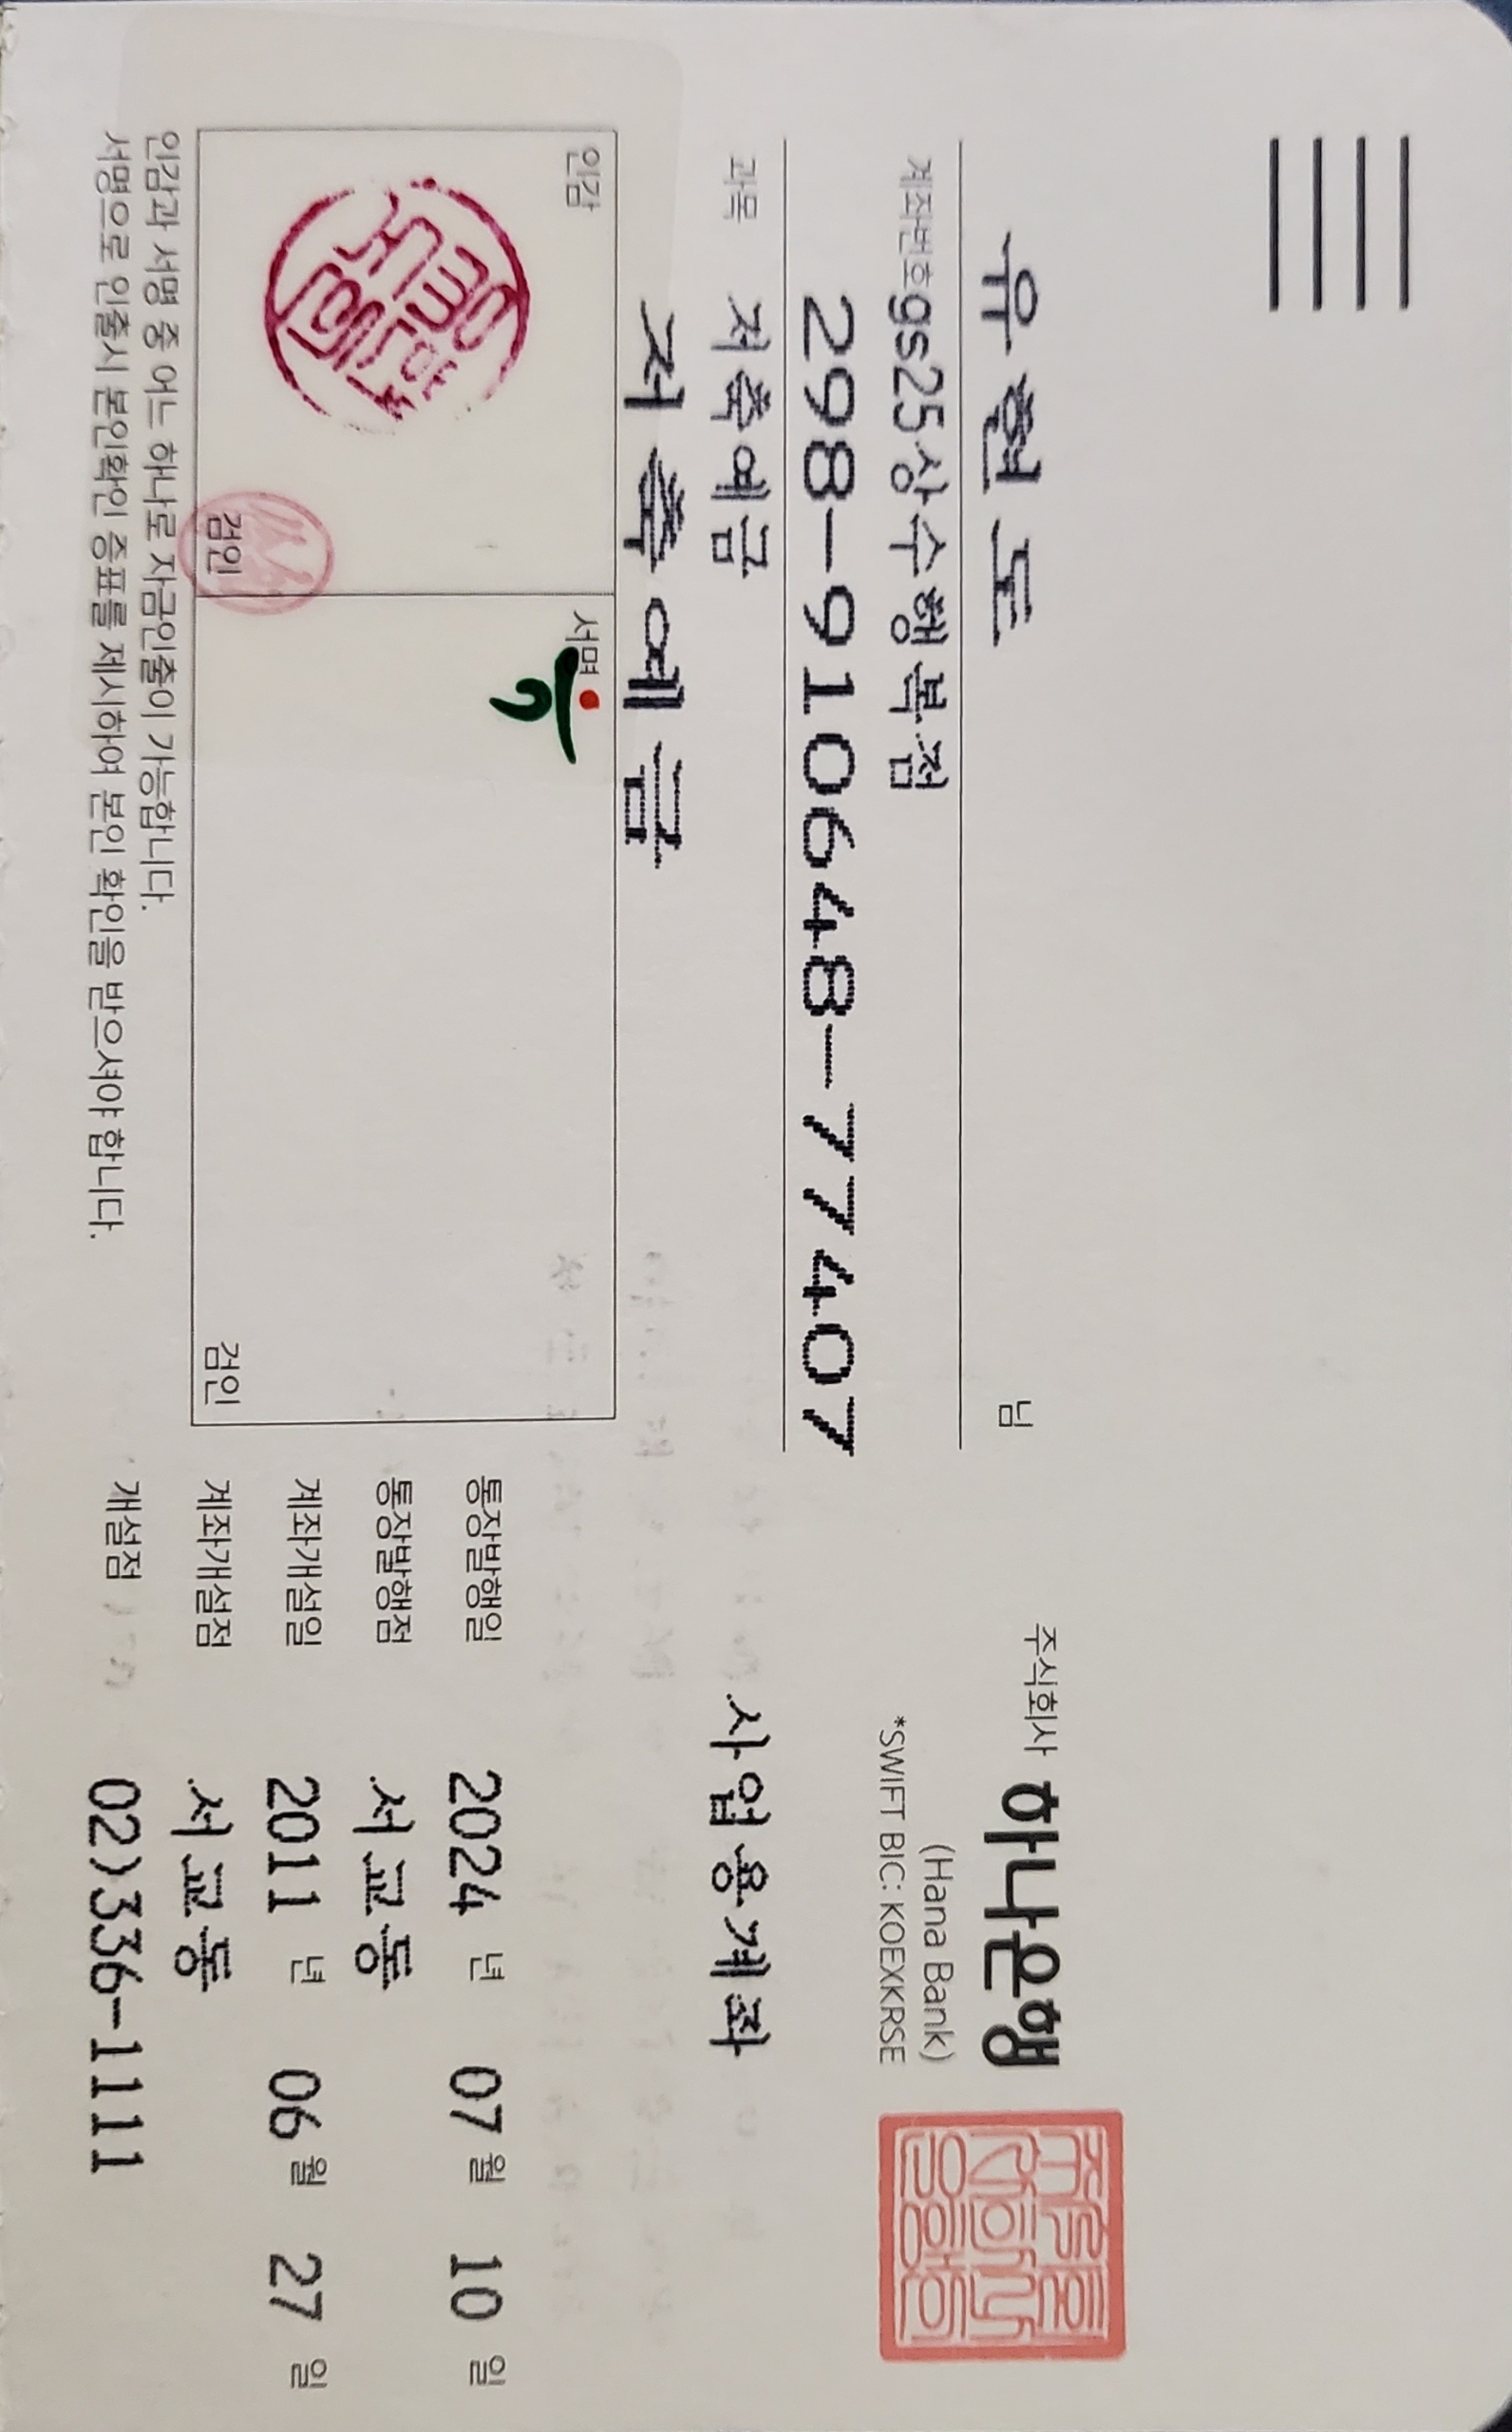 유현도 님
gs25상수행복점
계좌번호 298-910648-77407
과목 저축예금 사업용계좌
저축예금
주식회사 하나은행
(Hana Bank)
*SWIFT BIC: KOEXKRSE
인감
검인
서명
검인
인감과 서명 중 어느 하나로 자금인출이 가능합니다.
서명으로 인출시 본인확인 증표를 제시하여 본인 확인을 받으셔야 합니다.
통장발행일 2024 년 07 월 10 일
통장발행점 서교동
계좌개설일 2011 년 06 월 27 일
계좌개설점 서교동
개설점 02)336-1111